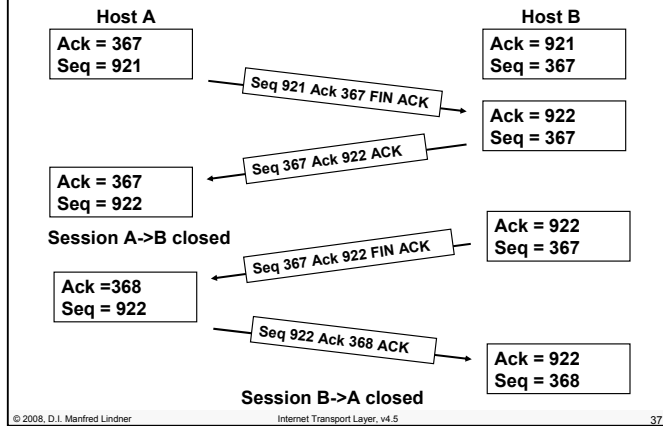 Host A
Host B
Ack = 367
Seq = 921
Ack = 921
Seq = 367
Seq 921 Ack 367 FIN ACK
Ack = 922
Seq = 367
Seq 367 Ack 922 ACK
Ack = 367
Seq = 922
Session A->B closed
Ack = 922
Seq = 367
Seq 367 Ack 922 FIN ACK
Ack =368
Seq = 922
Seq 922 Ack 368 ACK
Ack = 922
Seq = 368
Session B->A closed
© 2008, D.I. Manfred Lindner
Internet Transport Layer, v4.5
37